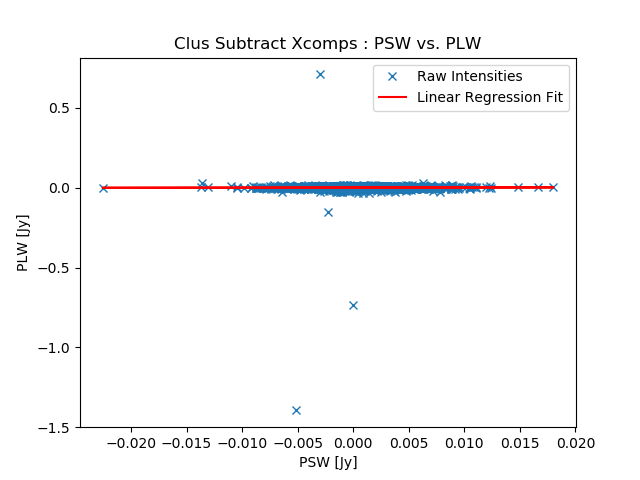 Clus Subtract Xcomps : PSW vs. PLW
Raw Intensities
Linear Regression Fit
0.5
0.0
−0.5
−1.0
−1.5
PLW [Jy]
−0.020
−0.015
−0.010
−0.005
0.000
0.005
0.010
0.015
0.020
PSW [Jy]